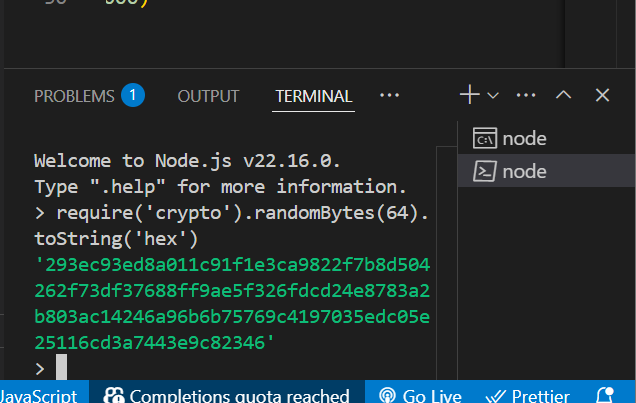 PROBLEMS 1 OUTPUT TERMINAL ...
Welcome to Node.js v22.16.0.
Type ".help" for more information.
> require('crypto').randomBytes(64).
toString('hex')
'293ec93ed8a011c91f1e3ca9822f7b8d504
262f73df37688ff9ae5f326fdcd24e8783a2
b803ac14246a96b6b75769c4197035edc05e
25116cd3a7443e9c82346'
>
node
node
JavaScript Completions quota reached Go Live Prettier